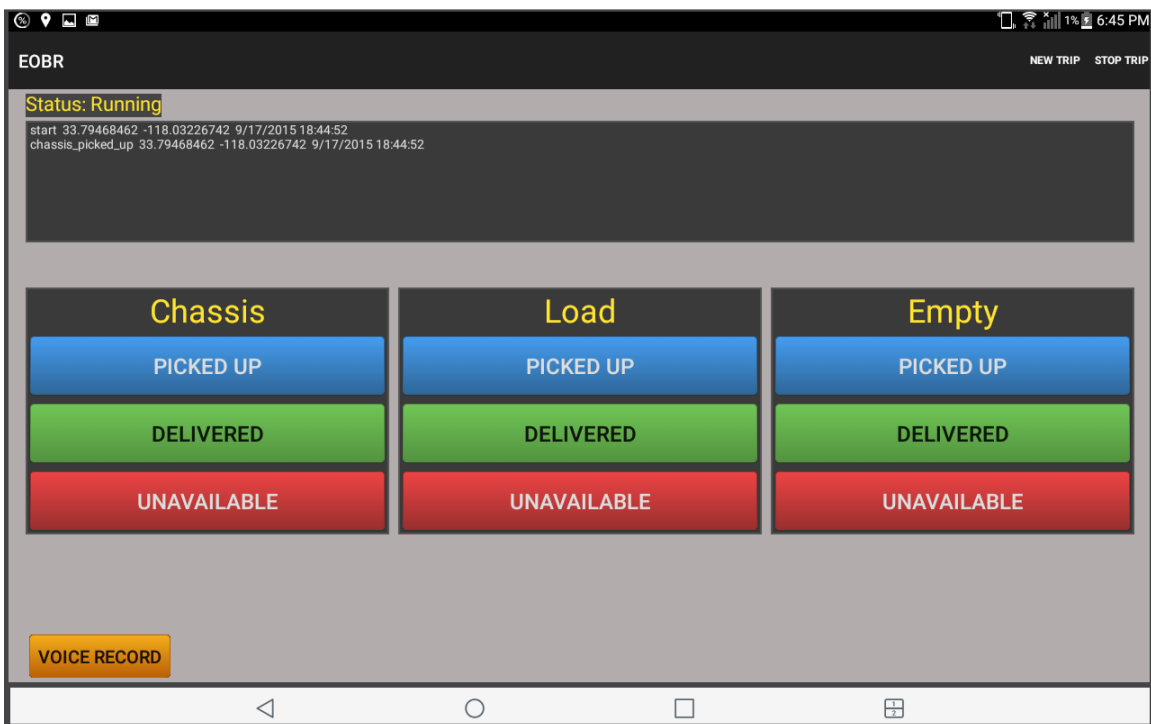 1% 6:45 PM
EOBR NEW TRIP STOP TRIP
Status: Running
start 33.79468462 -118.03226742 9/17/2015 18:44:52
chassis_picked_up 33.79468462 -118.03226742 9/17/2015 18:44:52
Chassis Load Empty
PICKED UP PICKED UP PICKED UP
DELIVERED DELIVERED DELIVERED
UNAVAILABLE UNAVAILABLE UNAVAILABLE
VOICE RECORD